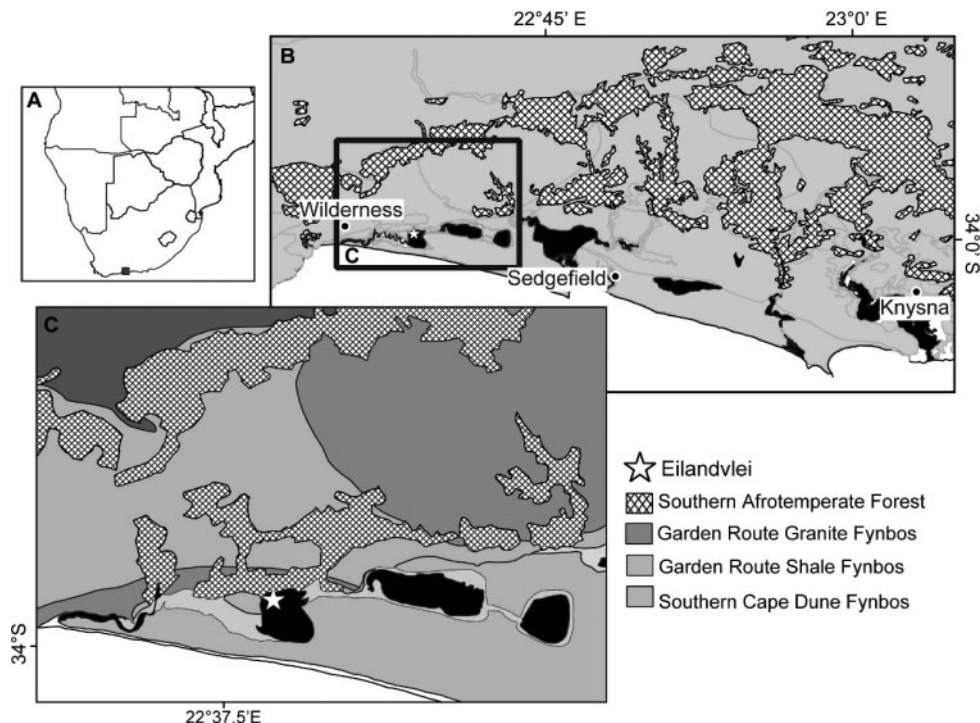 22°45' E
23°0' E
B
A
Wilderness
C
Sedgefield
Knysna
34°0' S
C
Eilandvlei
Southern Afrotemperate Forest
Garden Route Granite Fynbos
Garden Route Shale Fynbos
Southern Cape Dune Fynbos
34°S
22°37.5' E